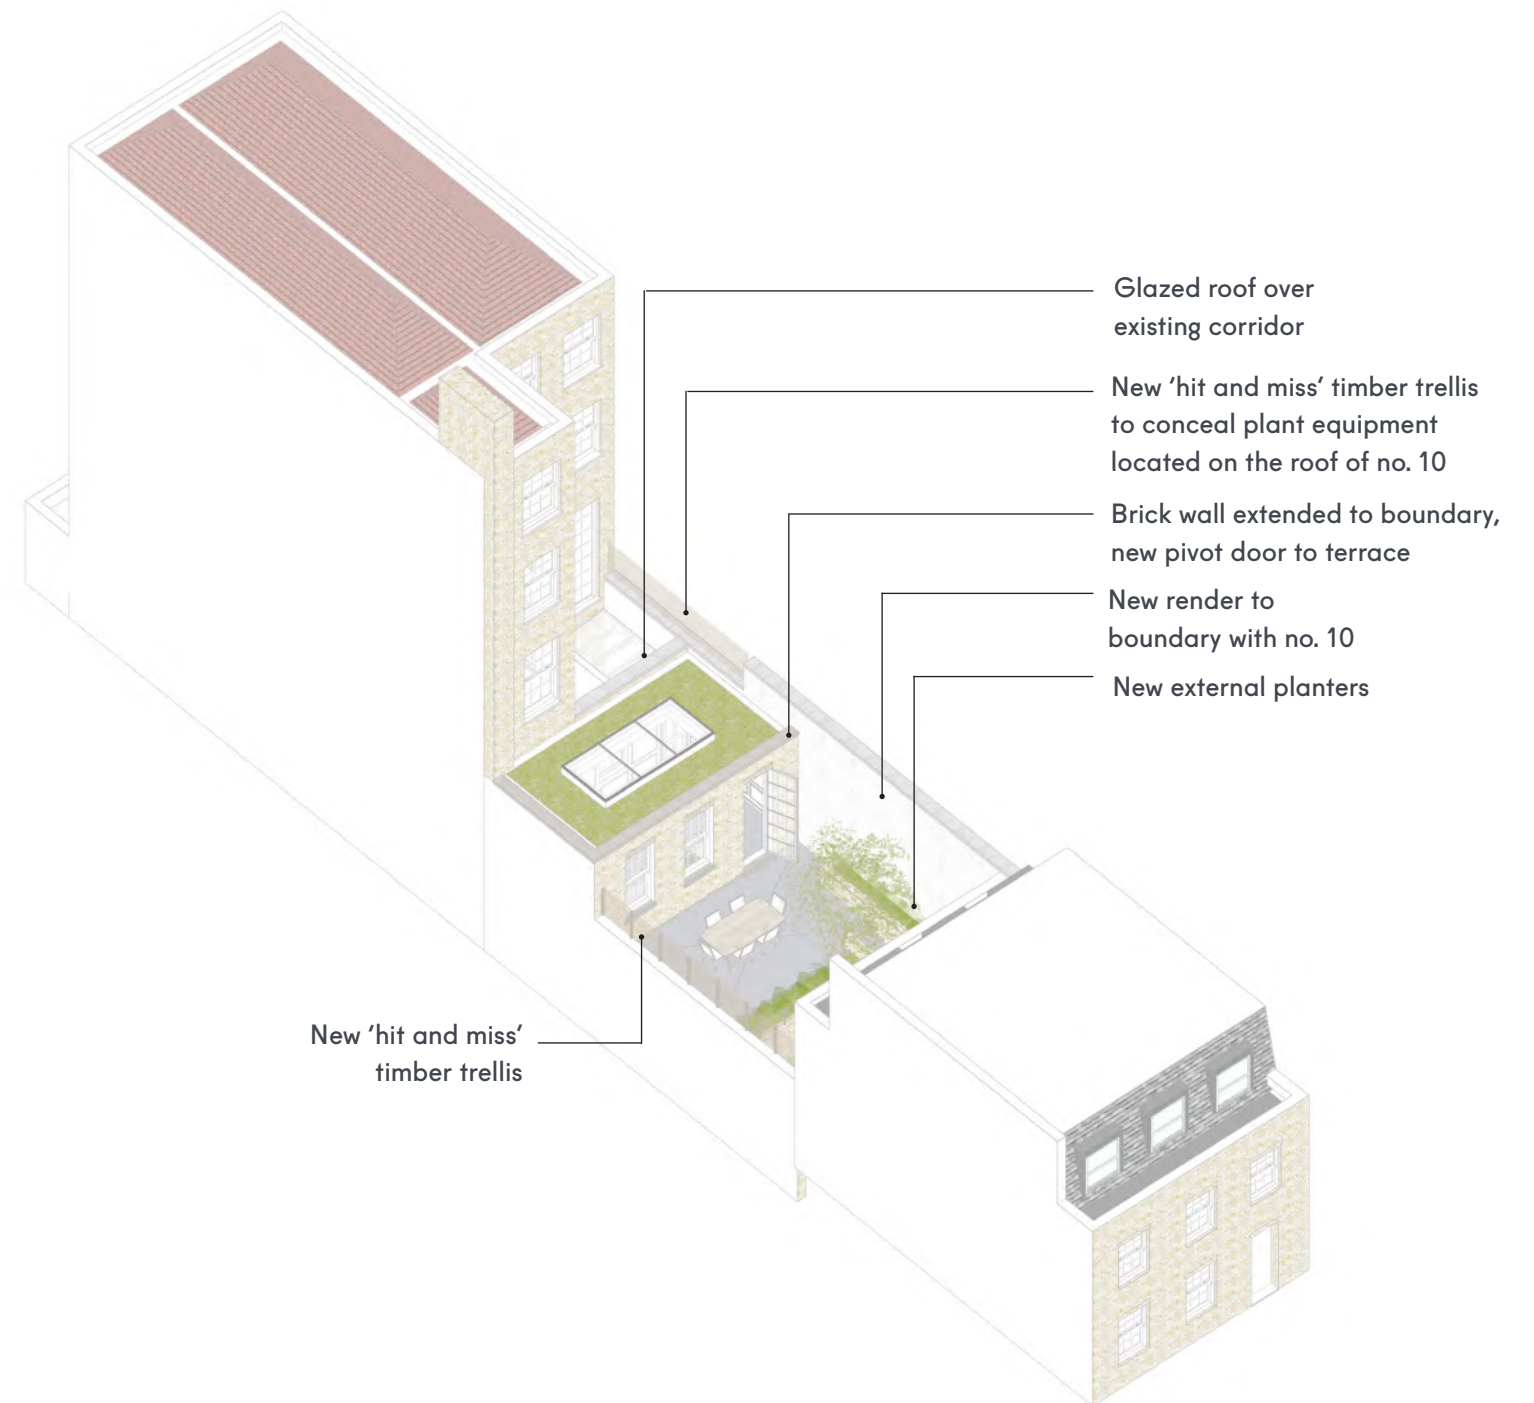 Glazed roof over
existing corridor
New ‘hit and miss’ timber trellis
to conceal plant equipment
located on the roof of no. 10
Brick wall extended to boundary,
new pivot door to terrace
New render to
boundary with no. 10
New external planters
New ‘hit and miss’
timber trellis